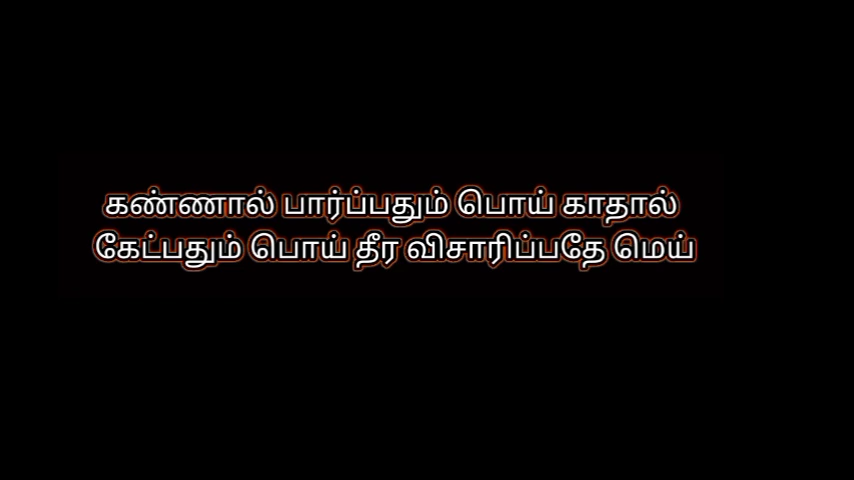 கண்ணால் பார்ப்பதும் பொய் காதால்
கேட்பதும் பொய் தீர விசாரிப்பதே மெய்